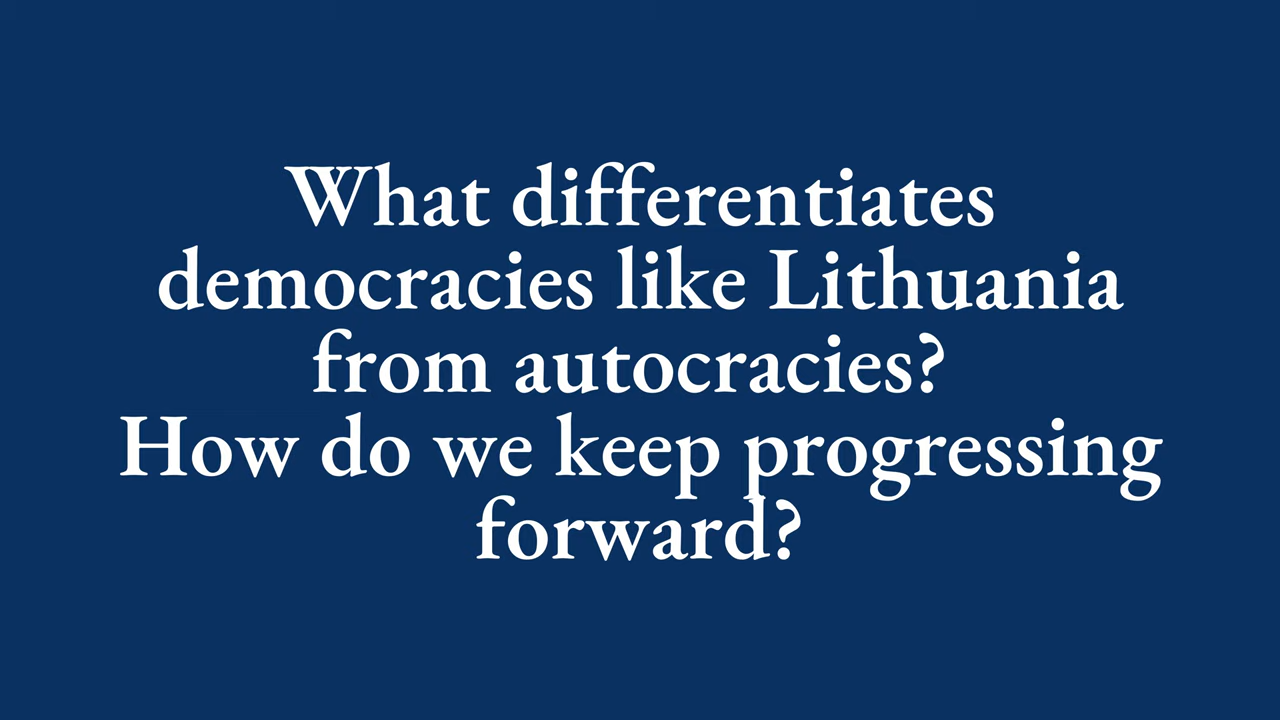 What differentiates
democracies like Lithuania
from autocracies?
How do we keep progressing
forward?